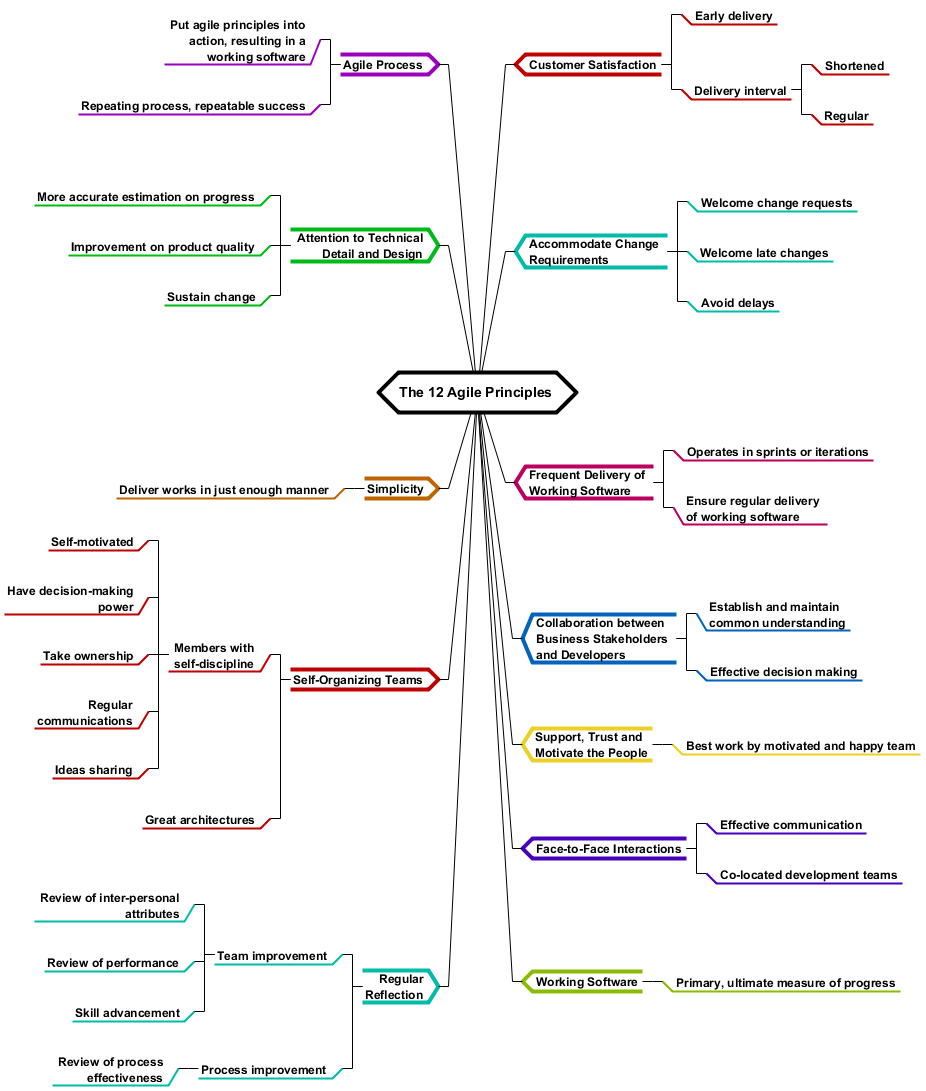 The 12 Agile Principles
Customer Satisfaction
Early delivery
Delivery interval
Shortened
Regular
Accommodate Change
Requirements
Welcome change requests
Welcome late changes
Avoid delays
Frequent Delivery of
Working Software
Operates in sprints or iterations
Ensure regular delivery
of working software
Collaboration between
Business Stakeholders
and Developers
Establish and maintain
common understanding
Effective decision making
Support, Trust and
Motivate the People
Best work by motivated and happy team
Face-to-Face Interactions
Effective communication
Co-located development teams
Working Software
Primary, ultimate measure of progress
Agile Process
Put agile principles into
action, resulting in a
working software
Repeating process, repeatable success
Attention to Technical
Detail and Design
More accurate estimation on progress
Improvement on product quality
Sustain change
Simplicity
Deliver works in just enough manner
Self-Organizing Teams
Members with
self-discipline
Self-motivated
Have decision-making
power
Take ownership
Regular
communications
Ideas sharing
Great architectures
Regular
Reflection
Team improvement
Review of inter-personal
attributes
Review of performance
Skill advancement
Process improvement
Review of process
effectiveness